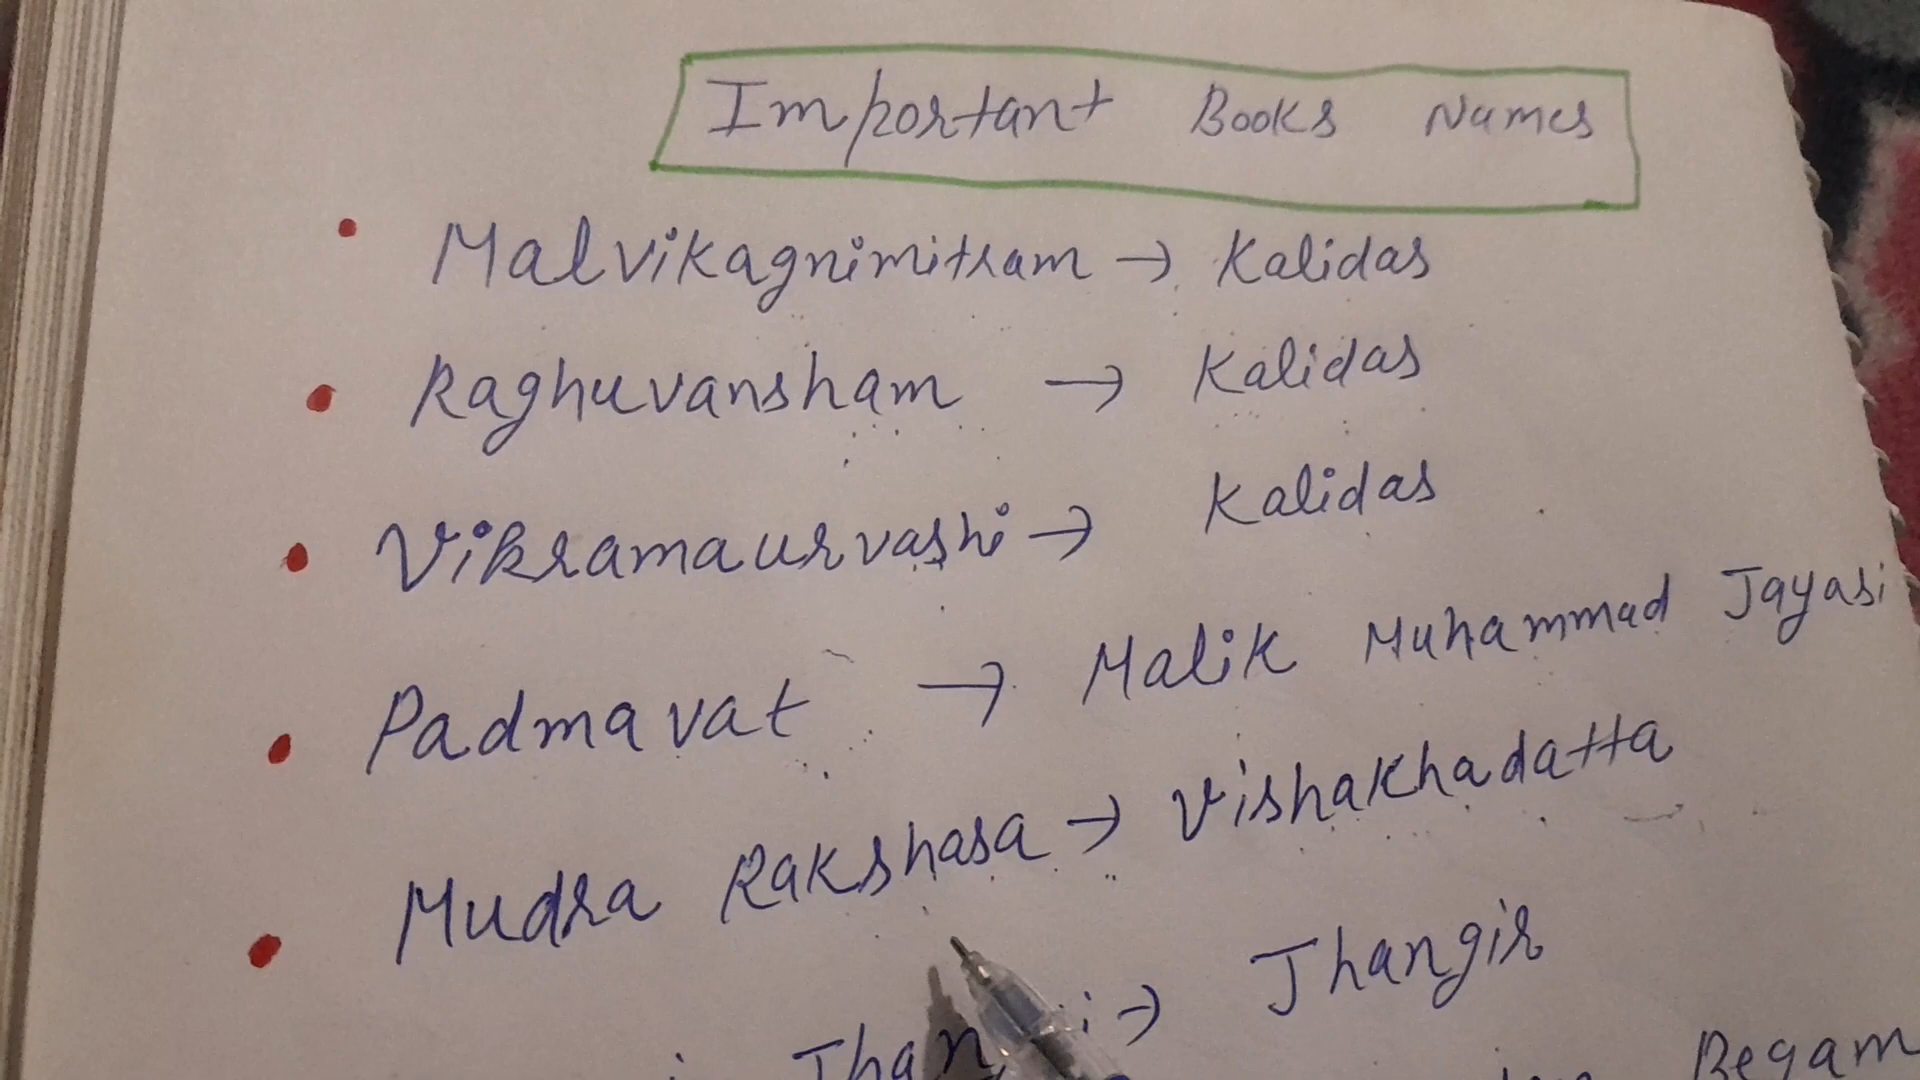 Important Books Names
Malvikagnimitram → Kalidas
Raghuvansham → Kalidas
Vikramaurvashi → Kalidas
Padmavat → Malik Muhammad Jayasi
Mudra Rakshasa → Vishakhadatta
→ Jhangir
Begam